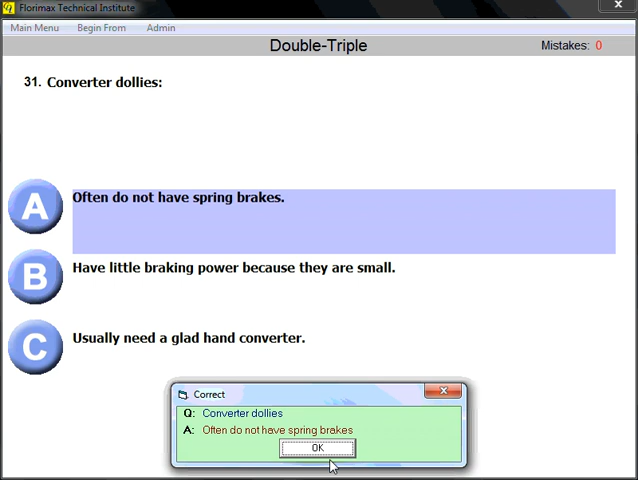 Florimax Technical Institute
Main Menu Begin From Admin
Double-Triple Mistakes: 0
31. Converter dollies:
A Often do not have spring brakes.
B Have little braking power because they are small.
C Usually need a glad hand converter.
Correct
Q: Converter dollies
A: Often do not have spring brakes
OK